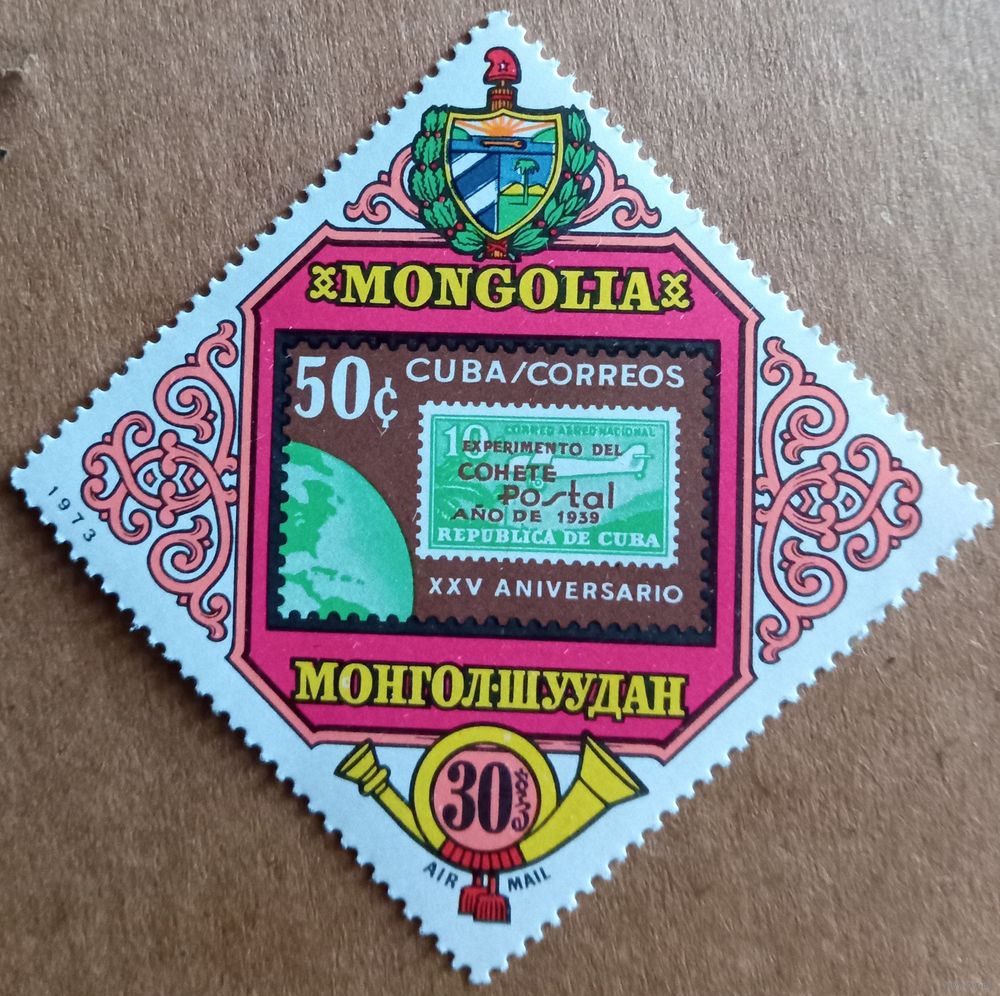 MONGOLIA
50¢ CUBA/CORREOS
10 CORREO AEREO NACIONAL
EXPERIMENTO DEL
COHETE
Postal
AÑO DE 1939
REPUBLICA DE CUBA
XXV ANIVERSARIO
1973
МОНГОЛ·ШУУДАН
30
AIR MAIL